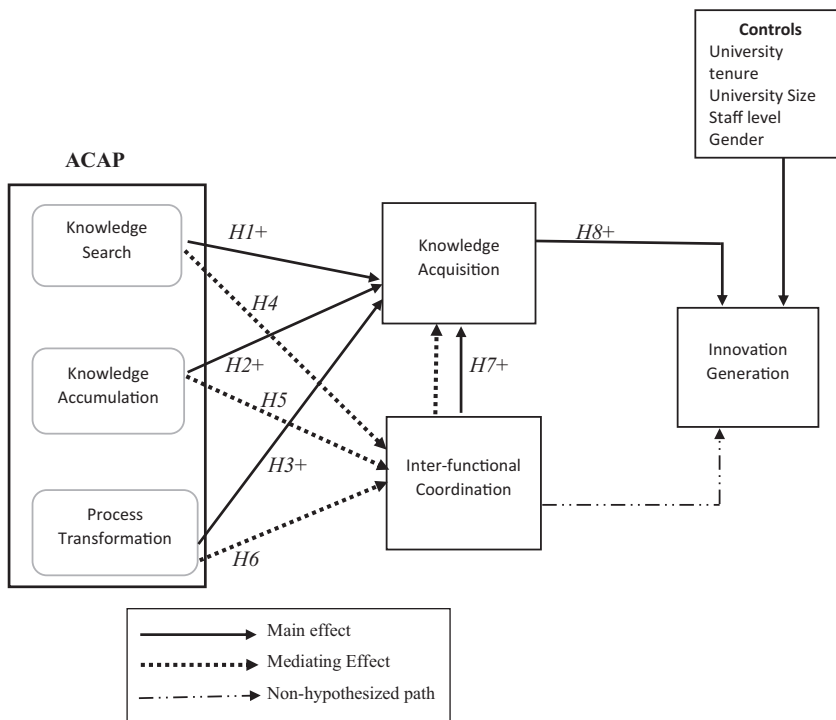 Controls
University
tenure
University Size
Staff level
Gender
ACAP
Knowledge
Search
H1+
Knowledge
Acquisition
H8+
H4
Knowledge
Accumulation
H2+
H5
H7+
Innovation
Generation
H3+
Inter-functional
Coordination
Process
Transformation
H6
Main effect
Mediating Effect
Non-hypothesized path